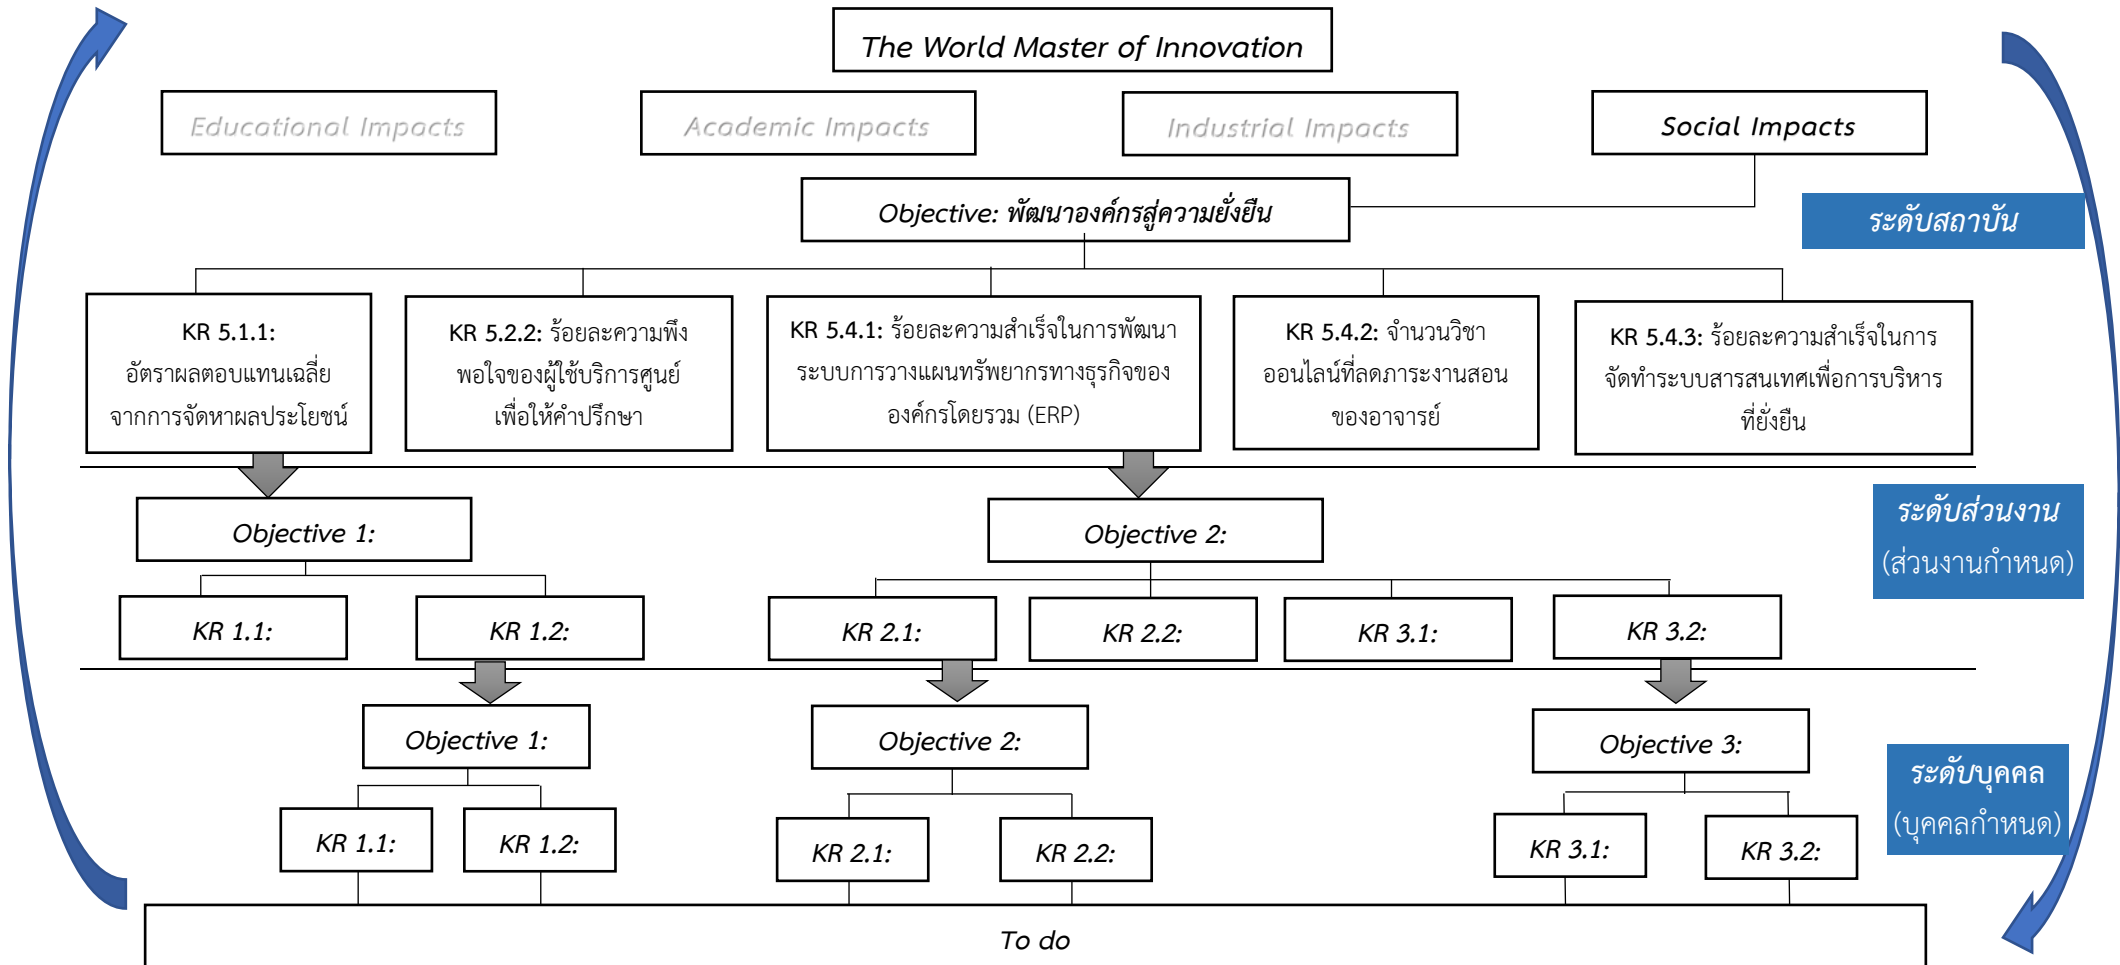 The World Master of Innovation
Educational Impacts
Academic Impacts
Industrial Impacts
Social Impacts
Objective: พัฒนาองค์กรสู่ความยั่งยืน
ระดับสถาบัน
KR 5.1.1:
อัตราผลตอบแทนเฉลี่ย
จากการจัดหาผลประโยชน์
KR 5.2.2: ร้อยละความพึง
พอใจของผู้ใช้บริการศูนย์
เพื่อให้คำปรึกษา
KR 5.4.1: ร้อยละความสำเร็จในการพัฒนา
ระบบการวางแผนทรัพยากรทางธุรกิจของ
องค์กรโดยรวม (ERP)
KR 5.4.2: จำนวนวิชา
ออนไลน์ที่ลดภาระงานสอน
ของอาจารย์
KR 5.4.3: ร้อยละความสำเร็จในการ
จัดทำระบบสารสนเทศเพื่อการบริหาร
ที่ยั่งยืน
Objective 1:
Objective 2:
ระดับส่วนงาน
(ส่วนงานกำหนด)
KR 1.1:
KR 1.2:
KR 2.1:
KR 2.2:
KR 3.1:
KR 3.2:
Objective 1:
Objective 2:
Objective 3:
ระดับบุคคล
(บุคคลกำหนด)
KR 1.1:
KR 1.2:
KR 2.1:
KR 2.2:
KR 3.1:
KR 3.2:
To do